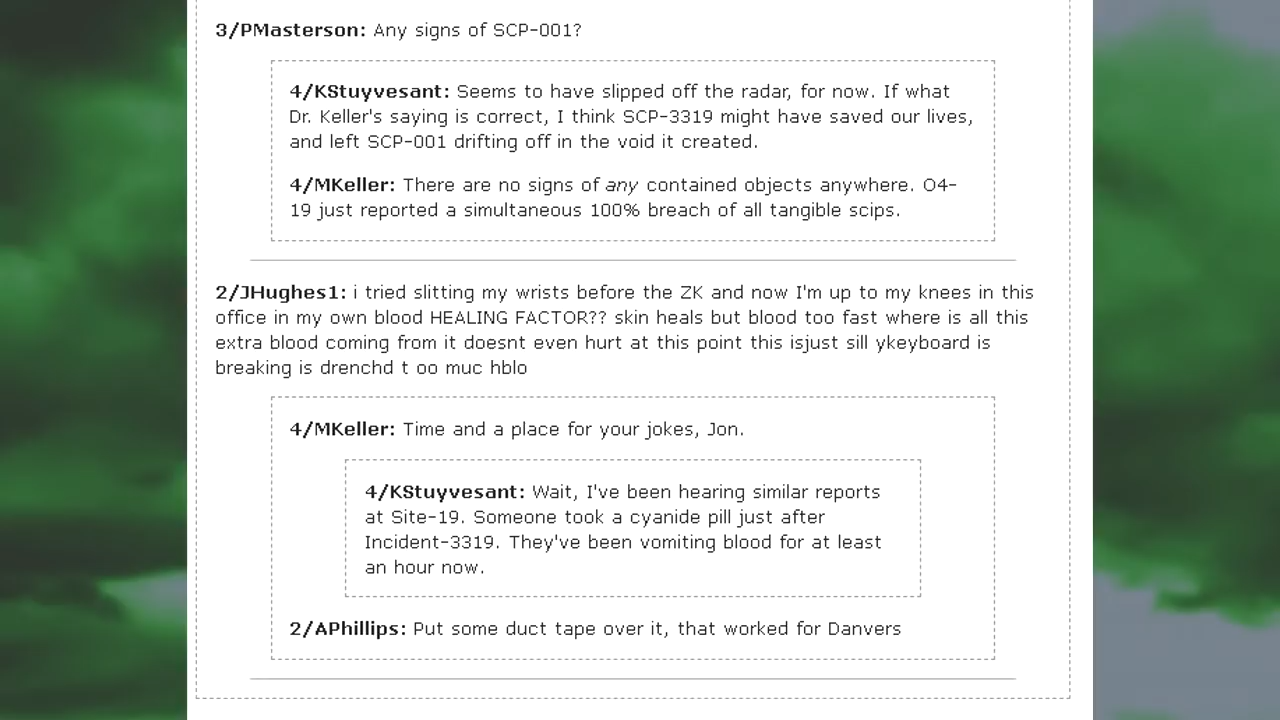 3/PMasterson: Any signs of SCP-001?
4/KStuyvesant: Seems to have slipped off the radar, for now. If what
Dr. Keller's saying is correct, I think SCP-3319 might have saved our lives,
and left SCP-001 drifting off in the void it created.
4/MKeller: There are no signs of any contained objects anywhere. O4-
19 just reported a simultaneous 100% breach of all tangible scips.
2/JHughes1: i tried slitting my wrists before the ZK and now I'm up to my knees in this
office in my own blood HEALING FACTOR?? skin heals but blood too fast where is all this
extra blood coming from it doesnt even hurt at this point this isjust sill ykeyboard is
breaking is drenchd t oo muc hblo
4/MKeller: Time and a place for your jokes, Jon.
4/KStuyvesant: Wait, I've been hearing similar reports
at Site-19. Someone took a cyanide pill just after
Incident-3319. They've been vomiting blood for at least
an hour now.
2/APhillips: Put some duct tape over it, that worked for Danvers